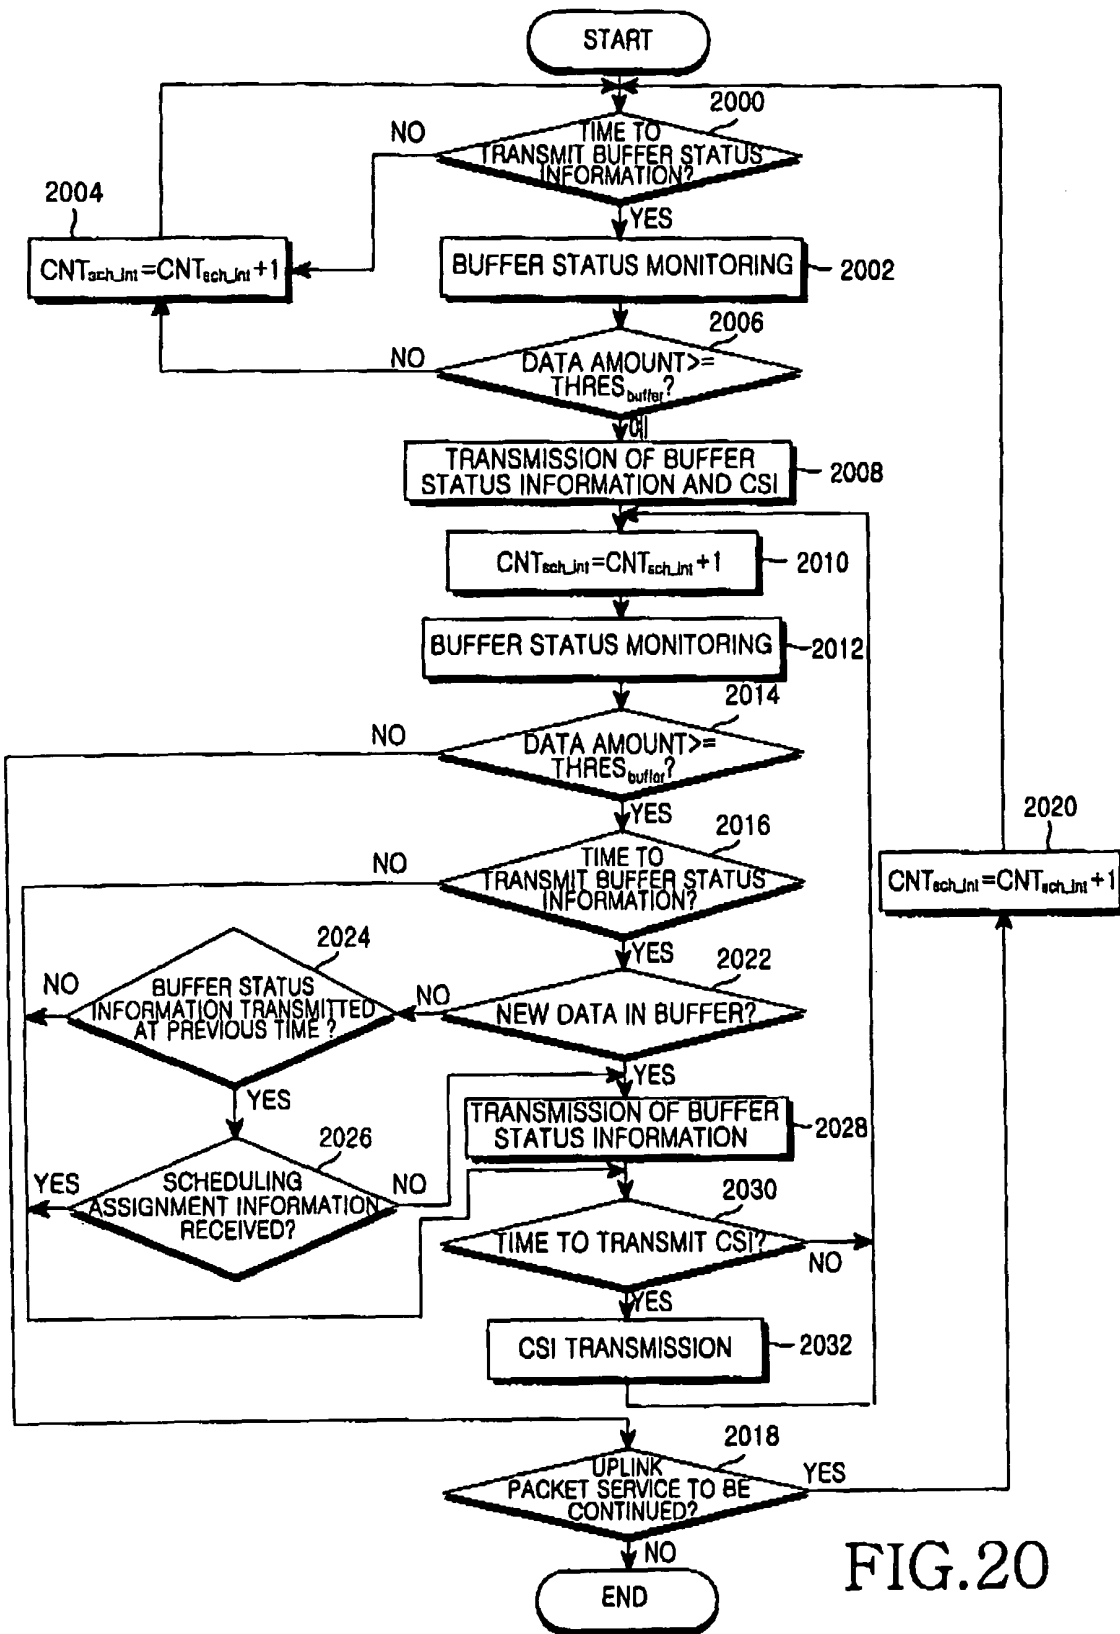 START
2000
NO
TIME TO
TRANSMIT BUFFER STATUS
INFORMATION?
2004
YES
CNTsch_int=CNTsch_int+1
BUFFER STATUS MONITORING
2002
2006
NO
DATA AMOUNT>=
THRESbuffer?
TRANSMISSION OF BUFFER
STATUS INFORMATION AND CSI
2008
CNTsch_int=CNTsch_int+1
2010
BUFFER STATUS MONITORING
2012
2014
NO
DATA AMOUNT>=
THRESbuffer?
YES
2016
2020
NO
TIME TO
TRANSMIT BUFFER STATUS
INFORMATION?
CNTsch_int=CNTsch_int+1
YES
2024
2022
NO
BUFFER STATUS
INFORMATION TRANSMITTED
AT PREVIOUS TIME ?
NO
NEW DATA IN BUFFER?
YES
YES
TRANSMISSION OF BUFFER
STATUS INFORMATION
2028
2026
YES
SCHEDULING
ASSIGNMENT INFORMATION
RECEIVED?
NO
2030
TIME TO TRANSMIT CSI?
NO
YES
CSI TRANSMISSION
2032
2018
UPLINK
PACKET SERVICE TO BE
CONTINUED?
YES
NO
END
FIG.20